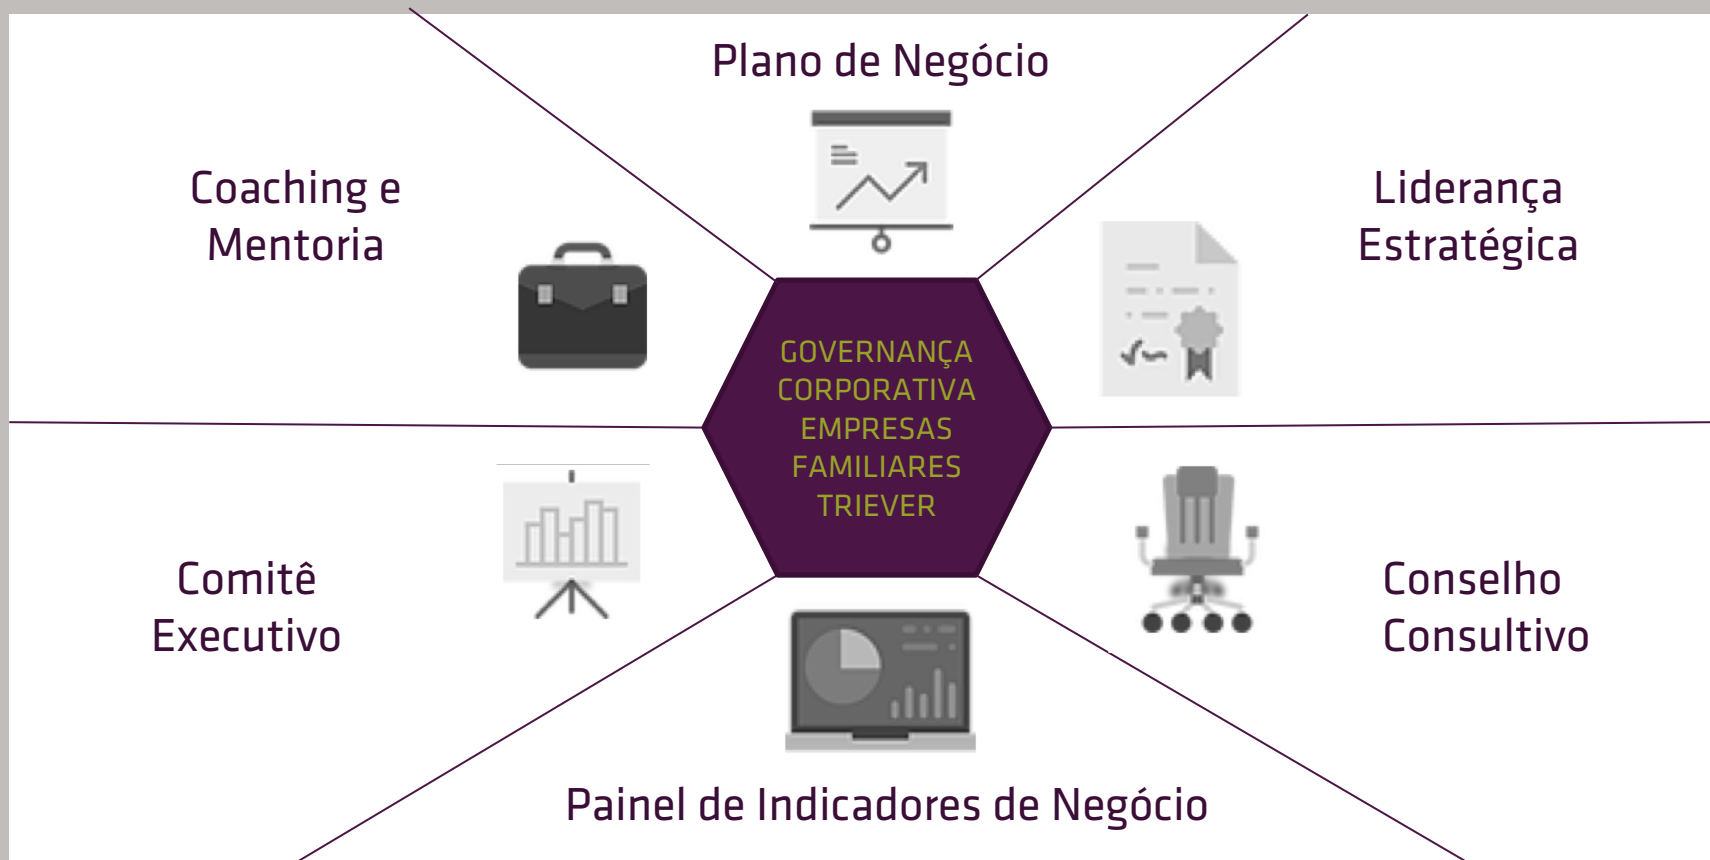 Plano de Negócio
Coaching e
Mentoria
Liderança
Estratégica
GOVERNANÇA
CORPORATIVA
EMPRESAS
FAMILIARES
TRIEVER
Comitê
Executivo
Conselho
Consultivo
Painel de Indicadores de Negócio